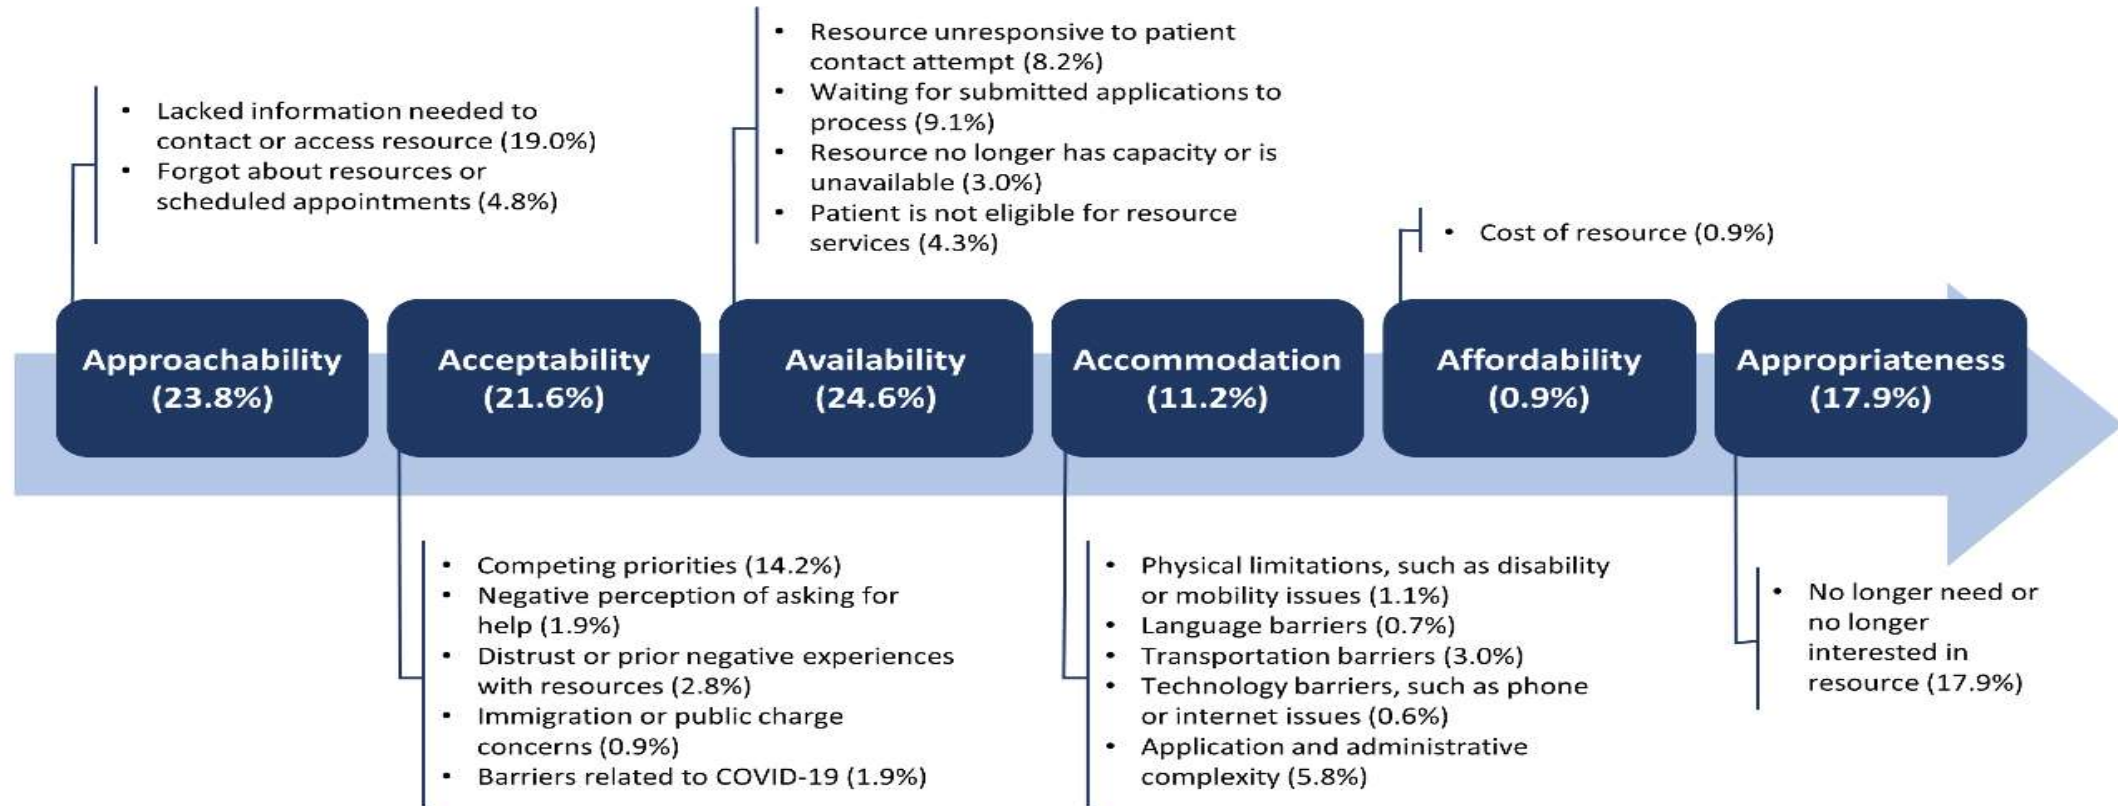 • Lacked information needed to
contact or access resource (19.0%)
• Forgot about resources or
scheduled appointments (4.8%)
• Resource unresponsive to patient
contact attempt (8.2%)
• Waiting for submitted applications to
process (9.1%)
• Resource no longer has capacity or is
unavailable (3.0%)
• Patient is not eligible for resource
services (4.3%)
• Cost of resource (0.9%)
Approachability
(23.8%)
Acceptability
(21.6%)
Availability
(24.6%)
Accommodation
(11.2%)
Affordability
(0.9%)
Appropriateness
(17.9%)
• Competing priorities (14.2%)
• Negative perception of asking for
help (1.9%)
• Distrust or prior negative experiences
with resources (2.8%)
• Immigration or public charge
concerns (0.9%)
• Barriers related to COVID-19 (1.9%)
• Physical limitations, such as disability
or mobility issues (1.1%)
• Language barriers (0.7%)
• Transportation barriers (3.0%)
• Technology barriers, such as phone
or internet issues (0.6%)
• Application and administrative
complexity (5.8%)
• No longer need or
no longer
interested in
resource (17.9%)